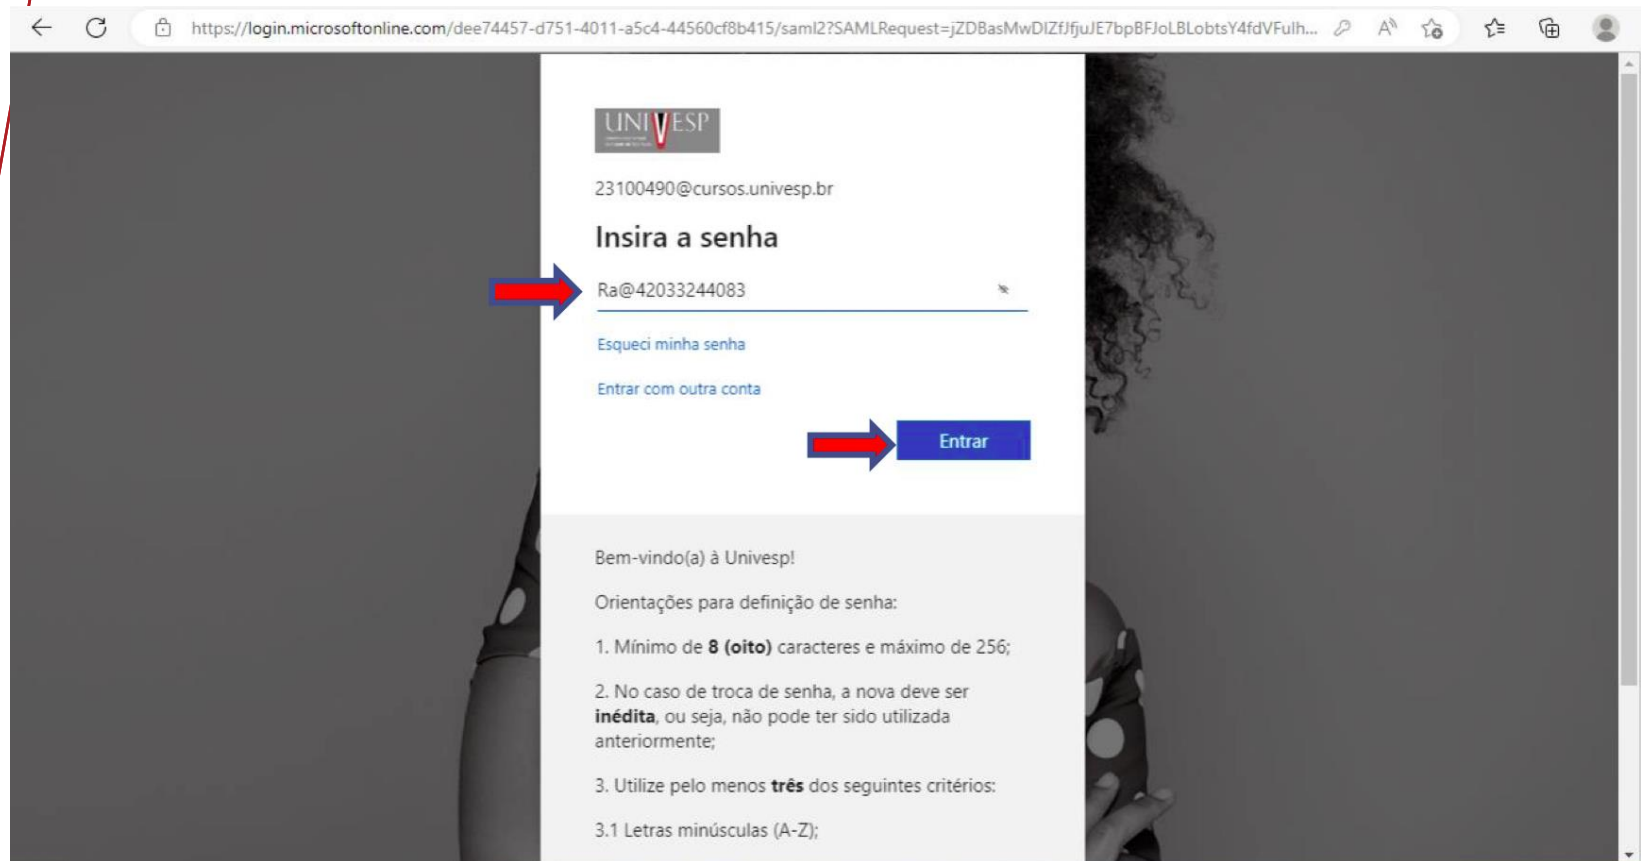 https://login.microsoftonline.com/dee74457-d751-4011-a5c4-44560cf8b415/saml2?SAMLRequest=jZDBasMwDIZfJfjuJE7bpBFJoLBLobtsY4fdVFulh...
UNIVESP
23100490@cursos.univesp.br
Insira a senha
Ra@42033244083
Esqueci minha senha
Entrar com outra conta
Entrar
Bem-vindo(a) à Univesp!
Orientações para definição de senha:
1. Mínimo de 8 (oito) caracteres e máximo de 256;
2. No caso de troca de senha, a nova deve ser
inédita, ou seja, não pode ter sido utilizada
anteriormente;
3. Utilize pelo menos três dos seguintes critérios:
3.1 Letras minúsculas (A-Z);